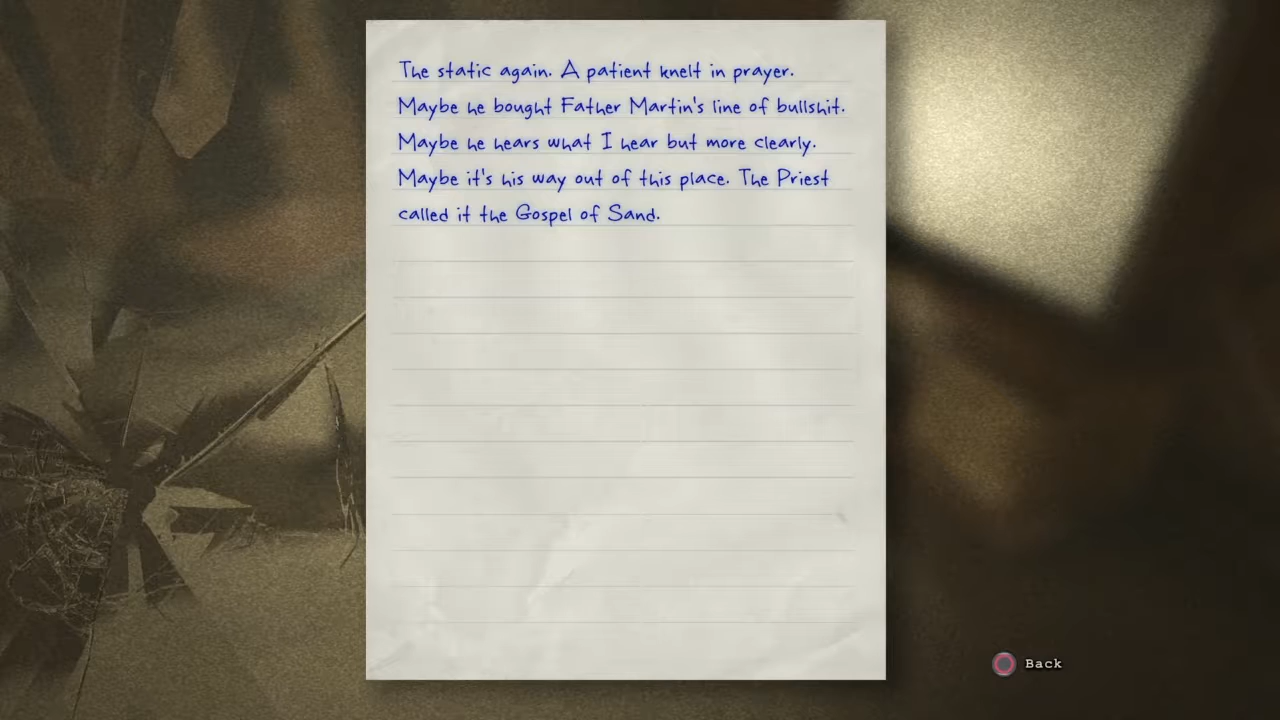 The static again. A patient knelt in prayer.
Maybe he bought Father Martin's line of bullshit.
Maybe he hears what I hear but more clearly.
Maybe it's his way out of this place. The Priest
called it the Gospel of Sand.
Back